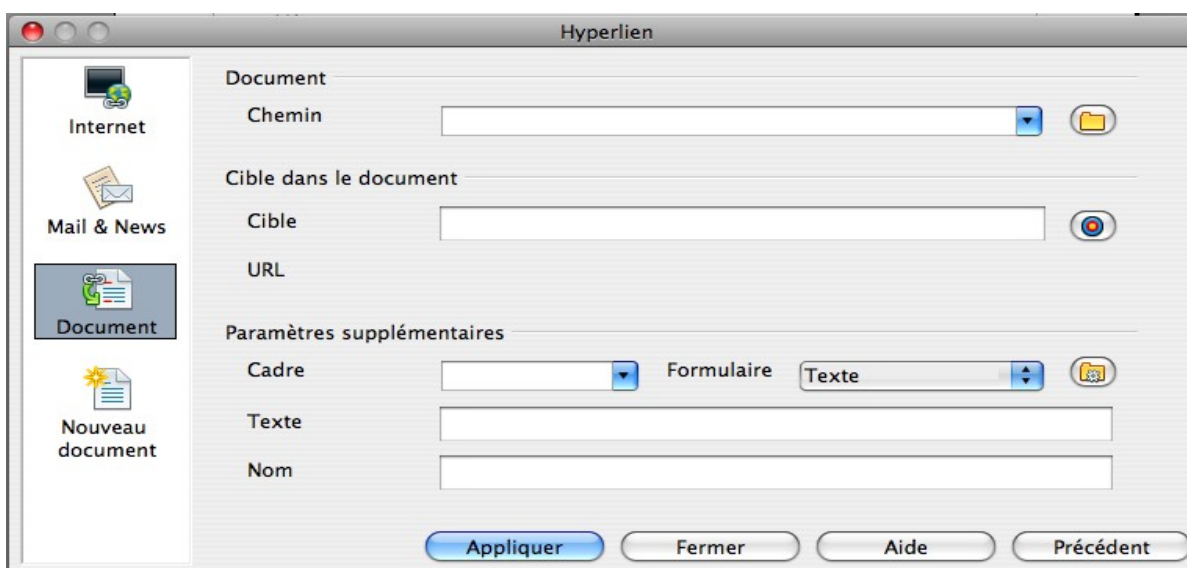 Hyperlien
Internet
Mail & News
Document
Nouveau
document
Document
Chemin
Cible dans le document
Cible
URL
Paramètres supplémentaires
Cadre
Formulaire
Texte
Texte
Nom
Appliquer
Fermer
Aide
Précédent